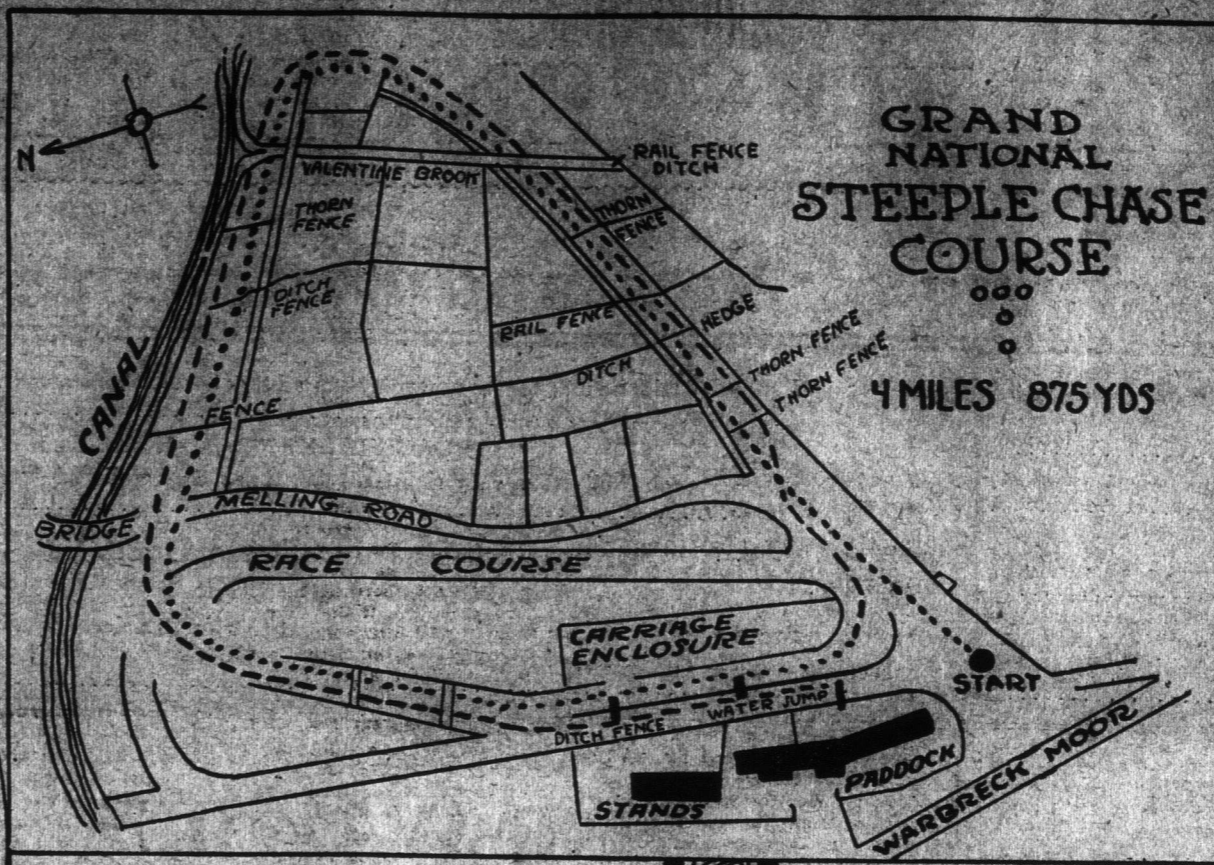 GRAND
NATIONAL
STEEPLE CHASE
COURSE
4 MILES 875 YDS
N
RAIL FENCE
DITCH
VALENTINE BROOK
THORN
FENCE
THORN
FENCE
DITCH
FENCE
RAIL FENCE
HEDGE
DITCH
THORN FENCE
THORN FENCE
CANAL
FENCE
MELLING ROAD
BRIDGE
RACE COURSE
CARRIAGE
ENCLOSURE
START
WATER JUMP
DITCH FENCE
PADDOCK
STANDS
WARBRECK MOOR